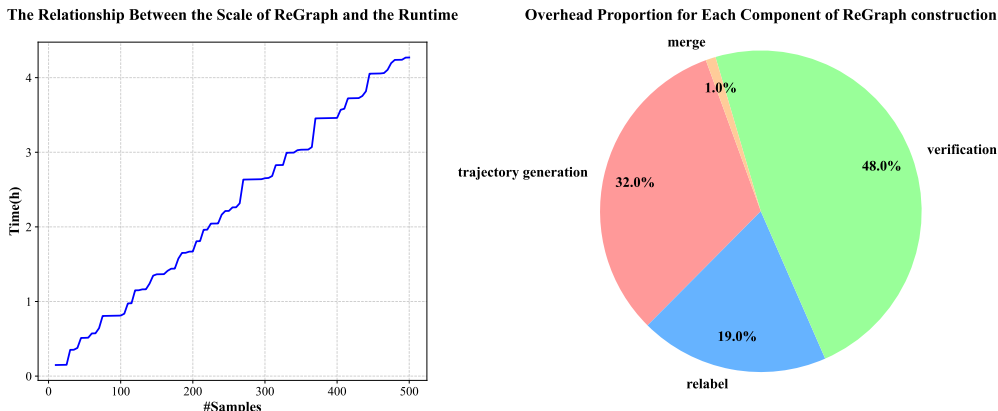 The Relationship Between the Scale of ReGraph and the Runtime
Time(h)
4
3
2
1
0
0 100 200 300 400 500
#Samples
Overhead Proportion for Each Component of ReGraph construction
merge
1.0%
verification
48.0%
trajectory generation
32.0%
19.0%
relabel